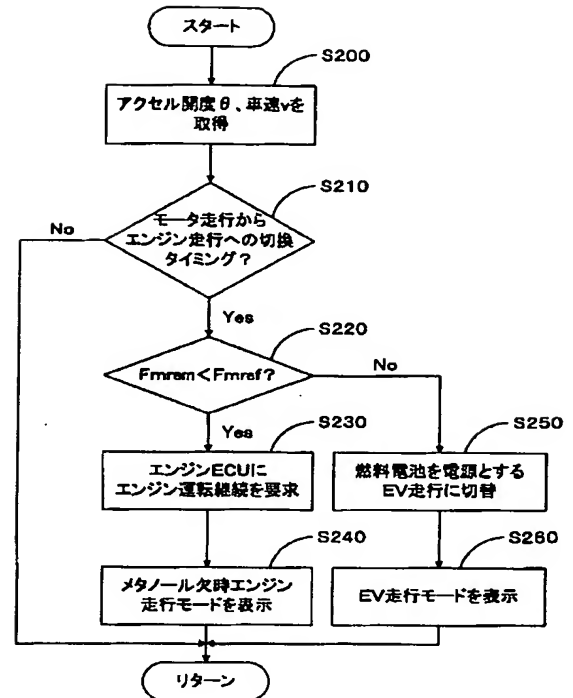 スタート
S200
アクセル開度θ、車速vを
取得
S210
モータ走行から
エンジン走行への切換
タイミング？
No
Yes
S220
Fmrem＜Fmref?
No
Yes
S230
エンジンECUに
エンジン運転継続を要求
S250
燃料電池を電源とする
EV走行に切替
S240
メタノール欠時エンジン
走行モードを表示
S260
EV走行モードを表示
リターン